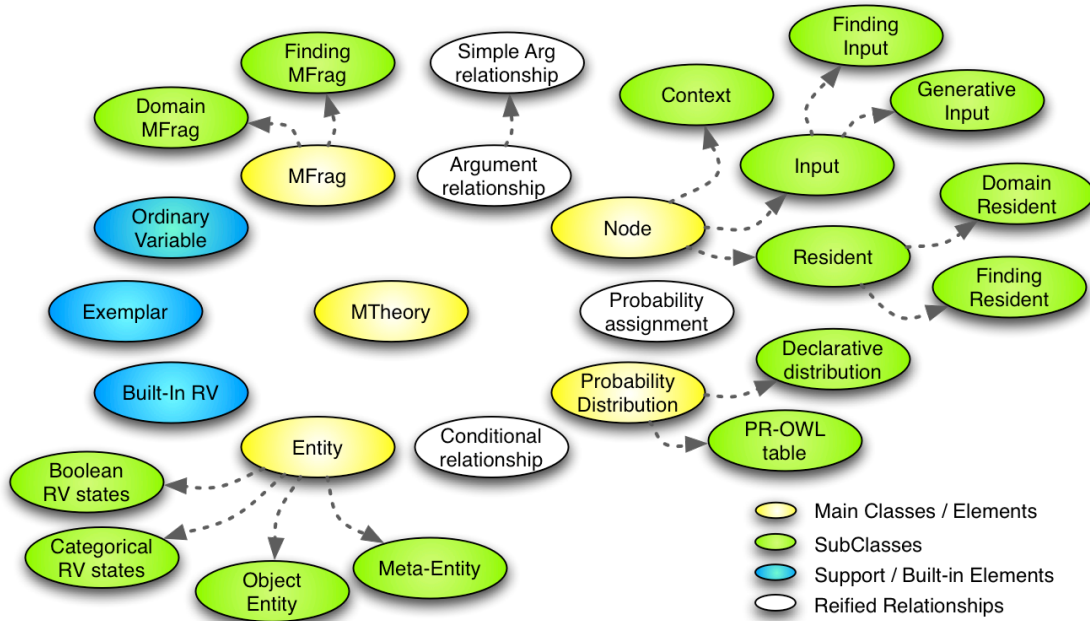 Finding
Input
Finding
MFrag
Simple Arg
relationship
Context
Generative
Input
Domain
MFrag
MFrag
Argument
relationship
Input
Domain
Resident
Ordinary
Variable
Node
Resident
Finding
Resident
Exemplar
MTheory
Probability
assignment
Declarative
distribution
Built-In RV
Probability
Distribution
PR-OWL
table
Entity
Conditional
relationship
Boolean
RV states
Categorical
RV states
Object
Entity
Meta-Entity
Main Classes / Elements
SubClasses
Support / Built-in Elements
Reified Relationships